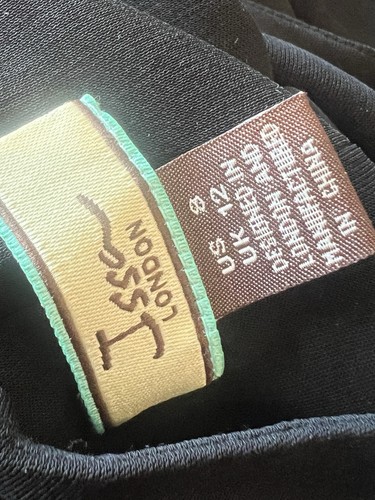 Issa
LONDON
US 8
UK 12
DESIGNED IN
LONDON AND
MANUFACTURED
IN CHINA